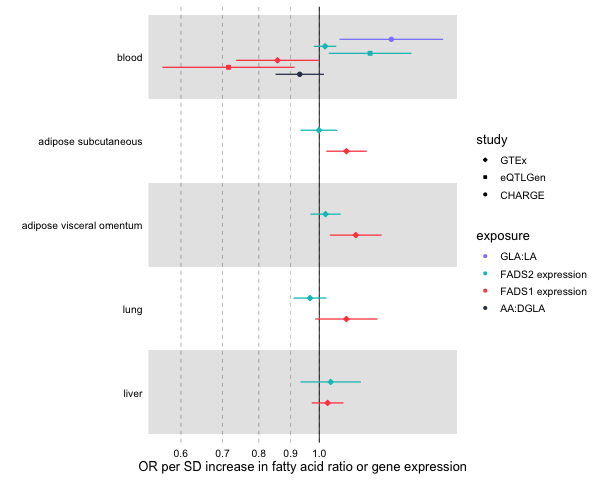 blood
adipose subcutaneous
adipose visceral omentum
lung
liver
0.6 0.7 0.8 0.9 1.0
OR per SD increase in fatty acid ratio or gene expression
study
GTEx
eQTLGen
CHARGE
exposure
GLA:LA
FADS2 expression
FADS1 expression
AA:DGLA